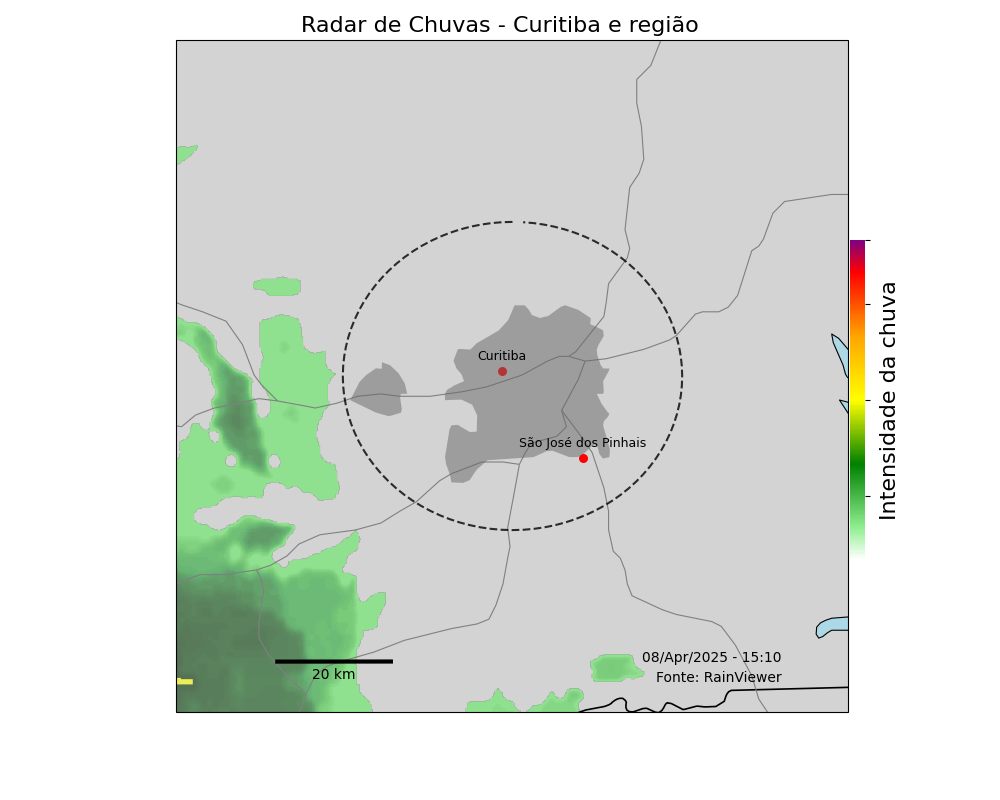 Radar de Chuvas - Curitiba e região
Curitiba
São José dos Pinhais
Intensidade da chuva
20 km
08/Apr/2025 - 15:10
Fonte: RainViewer